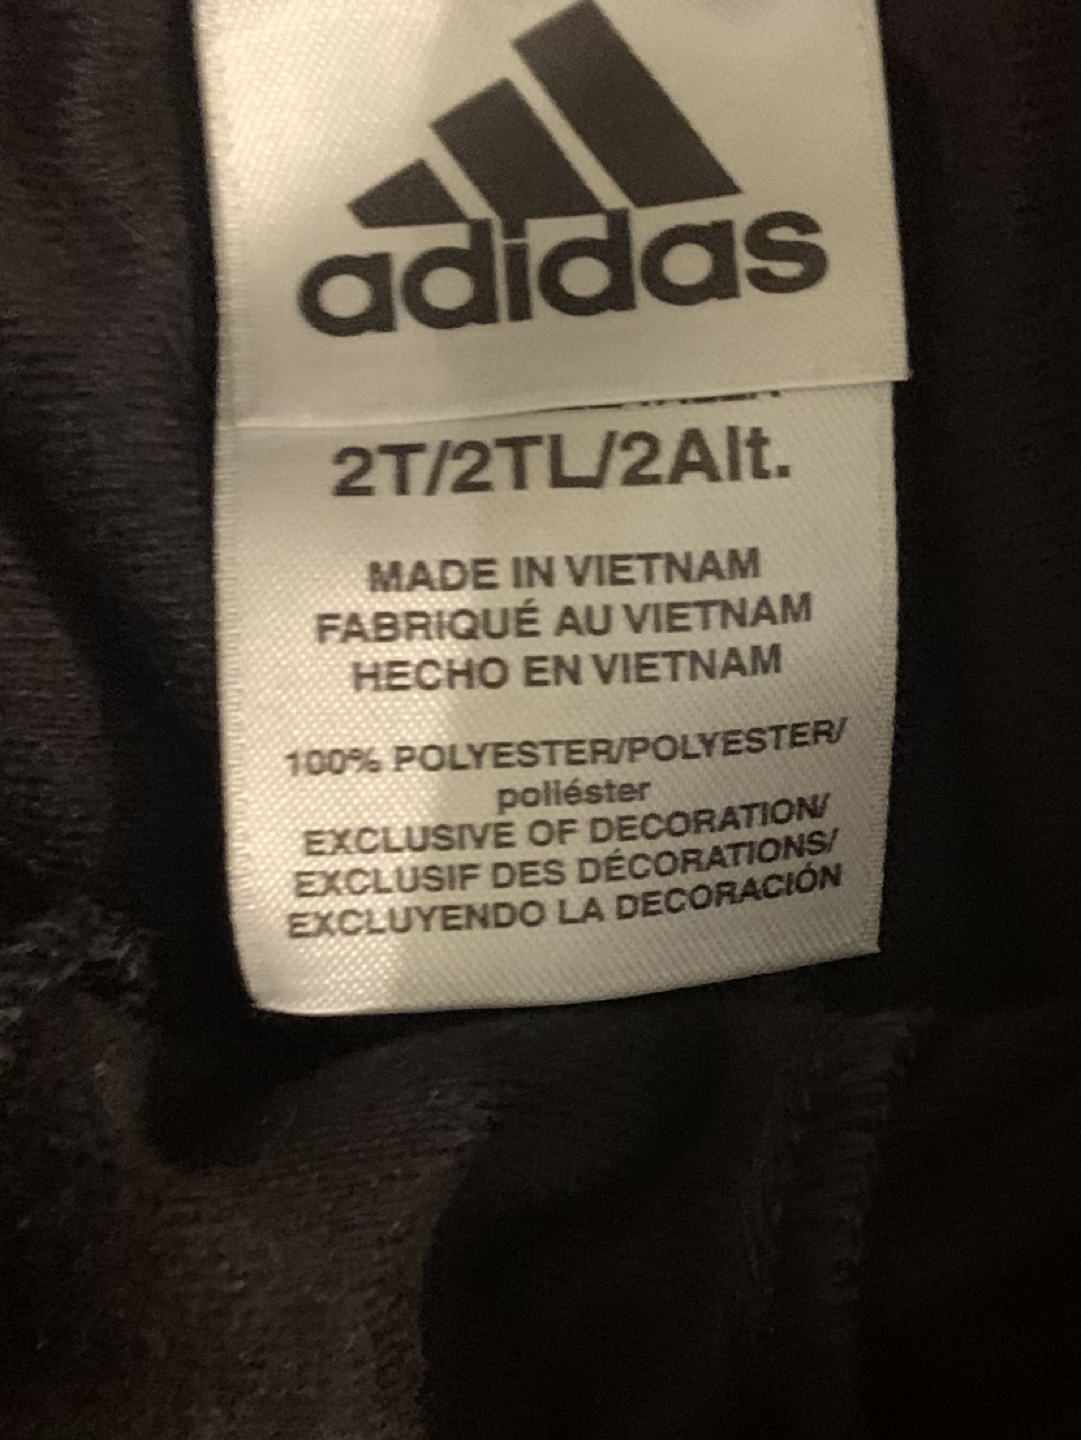 adidas
2T/2TL/2Alt.
MADE IN VIETNAM
FABRIQUÉ AU VIETNAM
HECHO EN VIETNAM
100% POLYESTER/POLYESTER/
poliéster
EXCLUSIVE OF DECORATION/
EXCLUSIF DES DÉCORATIONS/
EXCLUYENDO LA DECORACIÓN